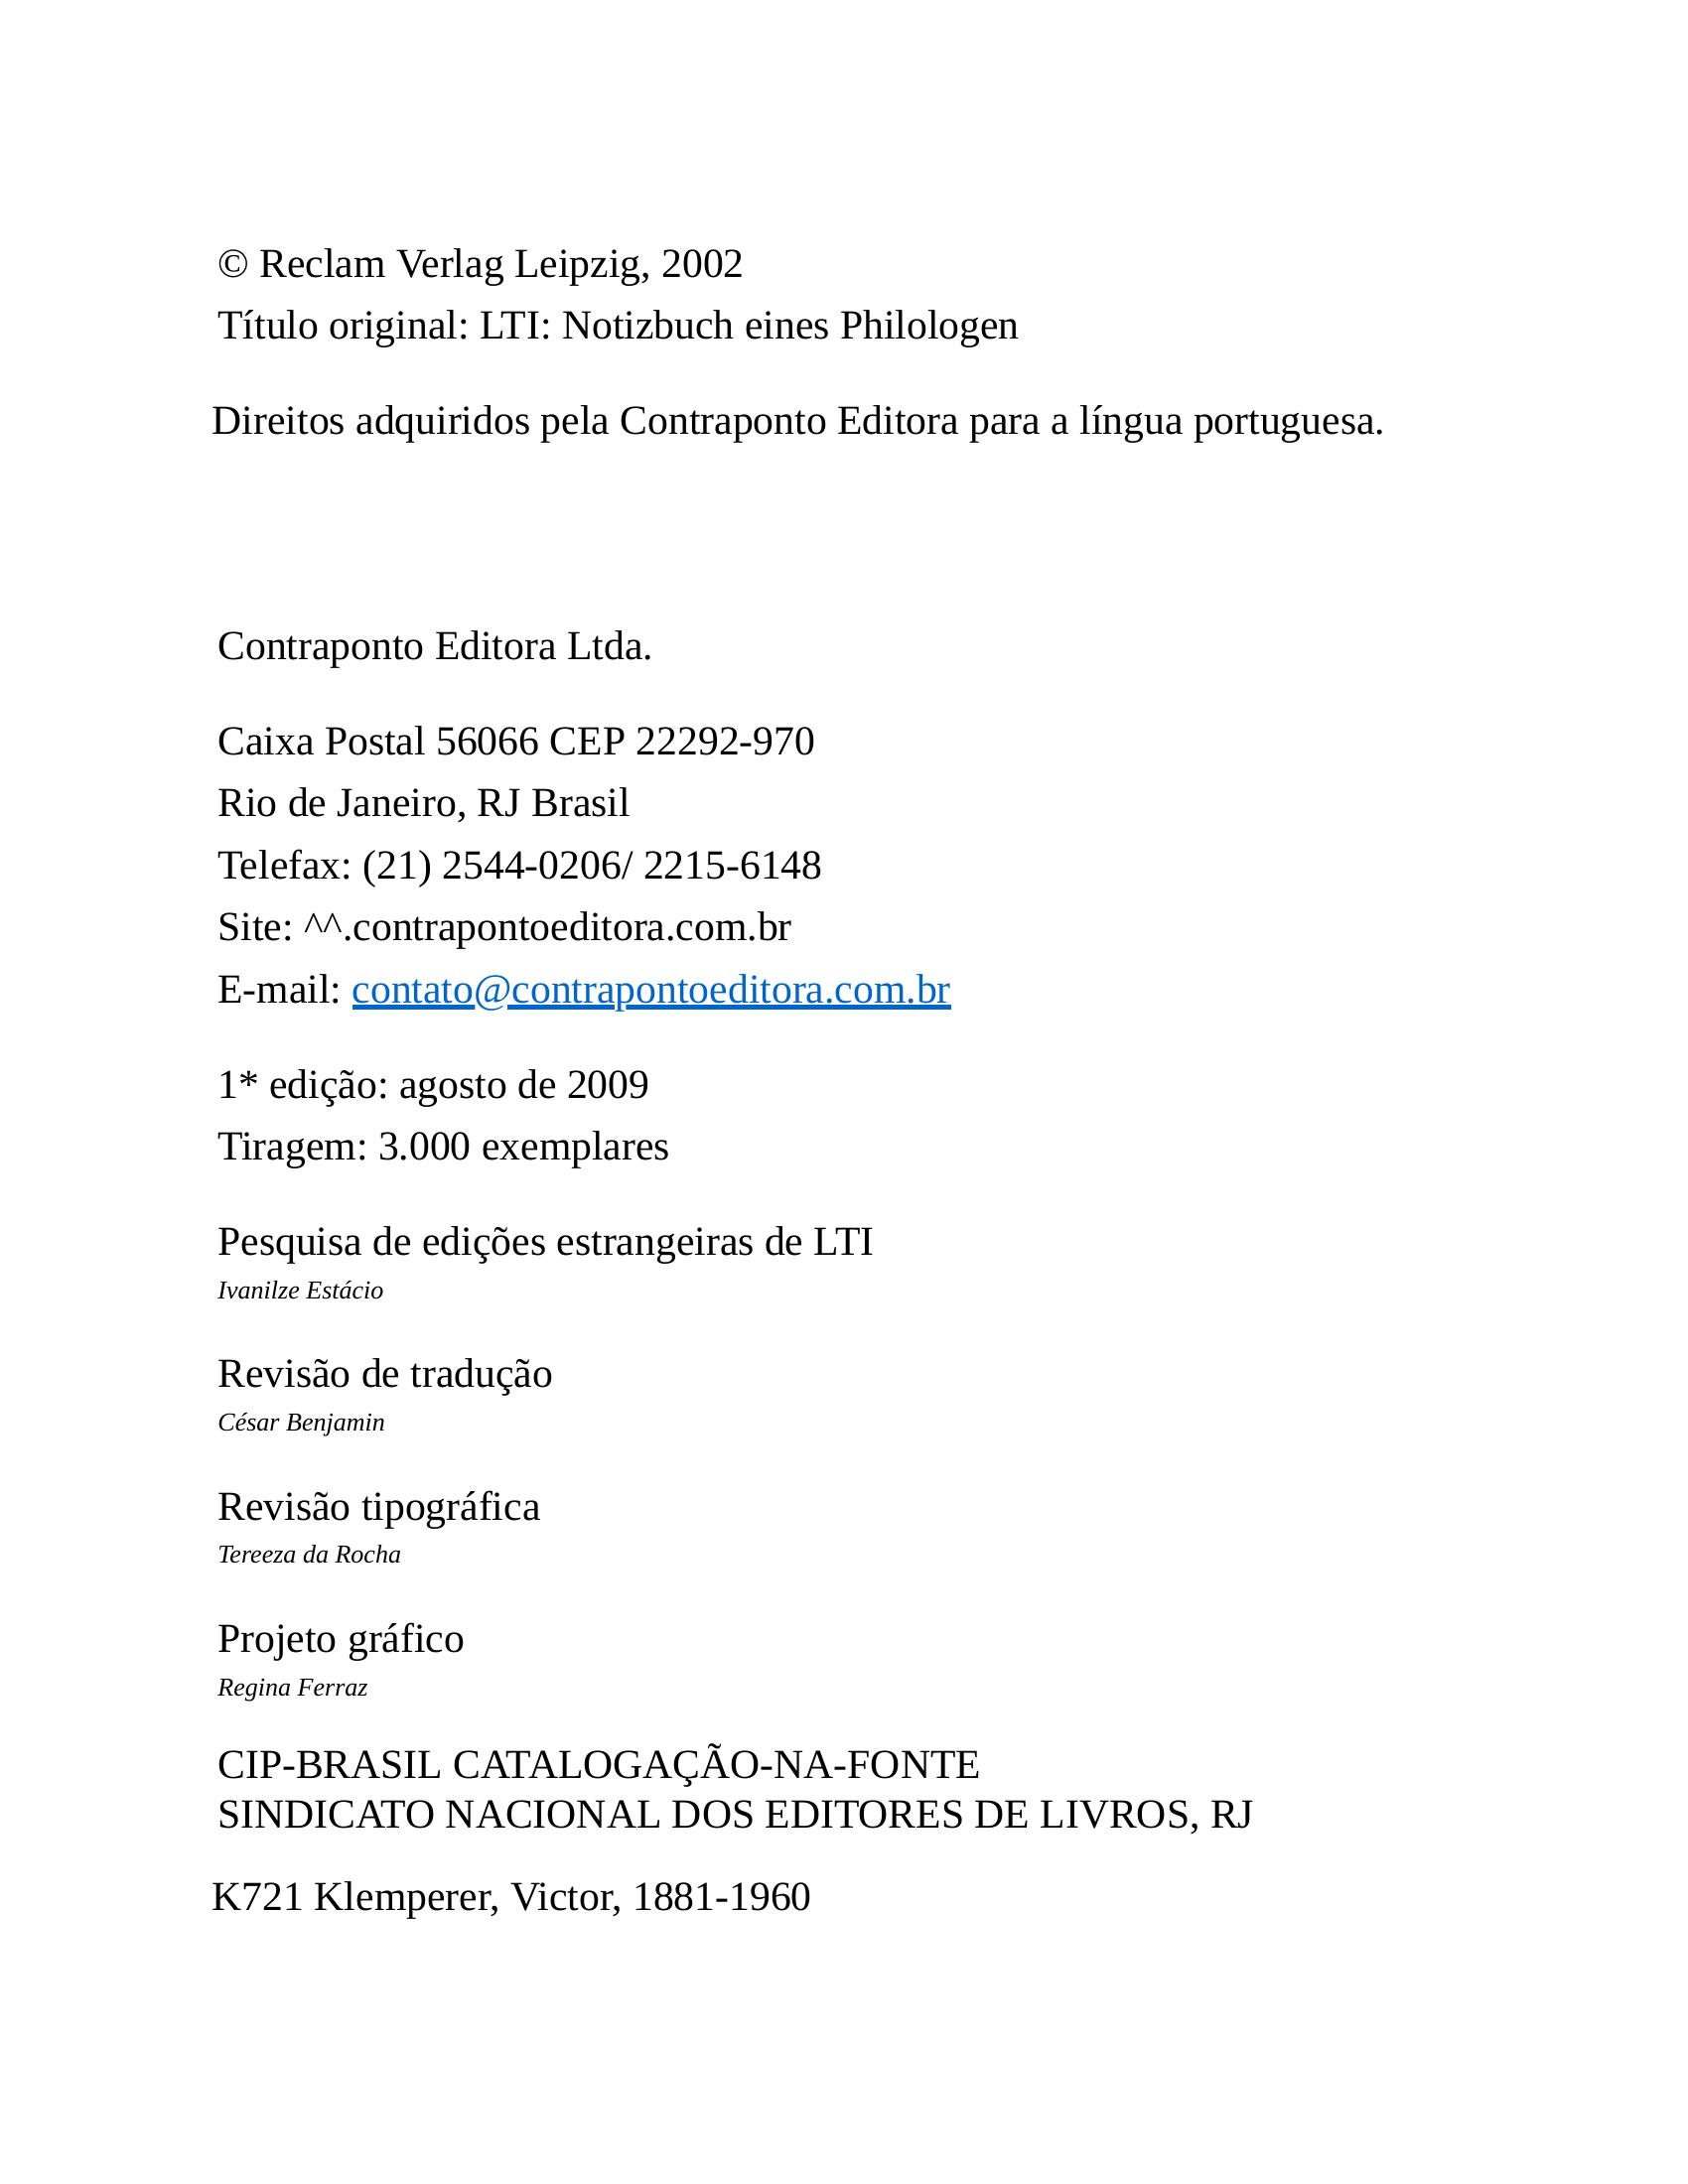 © Reclam Verlag Leipzig, 2002
Título original: LTI: Notizbuch eines Philologen
Direitos adquiridos pela Contraponto Editora para a língua portuguesa.
Contraponto Editora Ltda.
Caixa Postal 56066 CEP 22292-970
Rio de Janeiro, RJ Brasil
Telefax: (21) 2544-0206/ 2215-6148
Site: ^^.contrapontoeditora.com.br
E-mail: contato@contrapontoeditora.com.br
1* edição: agosto de 2009
Tiragem: 3.000 exemplares
Pesquisa de edições estrangeiras de LTI
Ivanilze Estácio
Revisão de tradução
César Benjamin
Revisão tipográfica
Tereeza da Rocha
Projeto gráfico
Regina Ferraz
CIP-BRASIL CATALOGAÇÃO-NA-FONTE
SINDICATO NACIONAL DOS EDITORES DE LIVROS, RJ
K721 Klemperer, Victor, 1881-1960